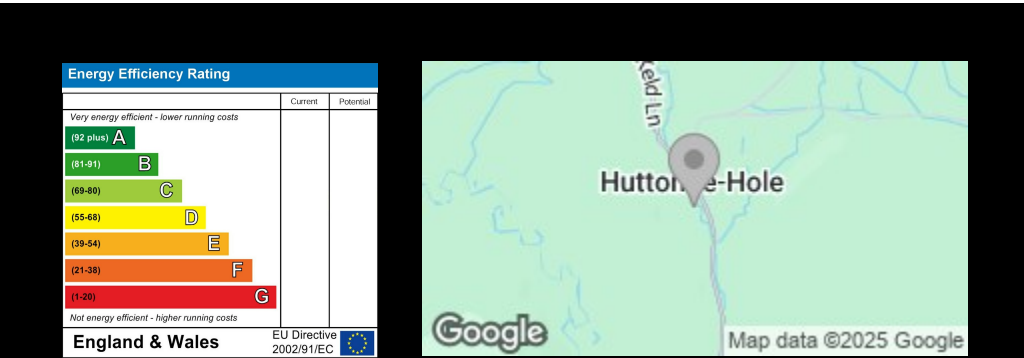 Energy Efficiency Rating
Current Potential
Very energy efficient - lower running costs
(92 plus) A
(81-91) B
(69-80) C
(55-68) D
(39-54) E
(21-38) F
(1-20) G
Not energy efficient - higher running costs
England & Wales
EU Directive
2002/91/EC
Keld Ln
Hutton-le-Hole
Google
Map data ©2025 Google